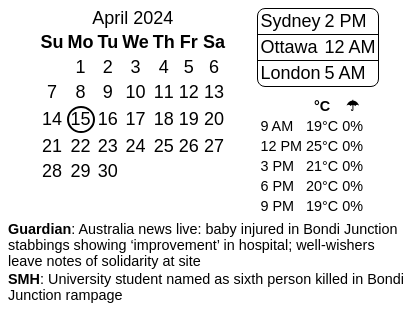 April 2024
Su Mo Tu We Th Fr Sa
1 2 3 4 5 6
7 8 9 10 11 12 13
14 15 16 17 18 19 20
21 22 23 24 25 26 27
28 29 30
Sydney 2 PM
Ottawa 12 AM
London 5 AM
°C ☂
9 AM 19°C 0%
12 PM 25°C 0%
3 PM 21°C 0%
6 PM 20°C 0%
9 PM 19°C 0%
Guardian: Australia news live: baby injured in Bondi Junction
stabbings showing ‘improvement’ in hospital; well-wishers
leave notes of solidarity at site
SMH: University student named as sixth person killed in Bondi
Junction rampage